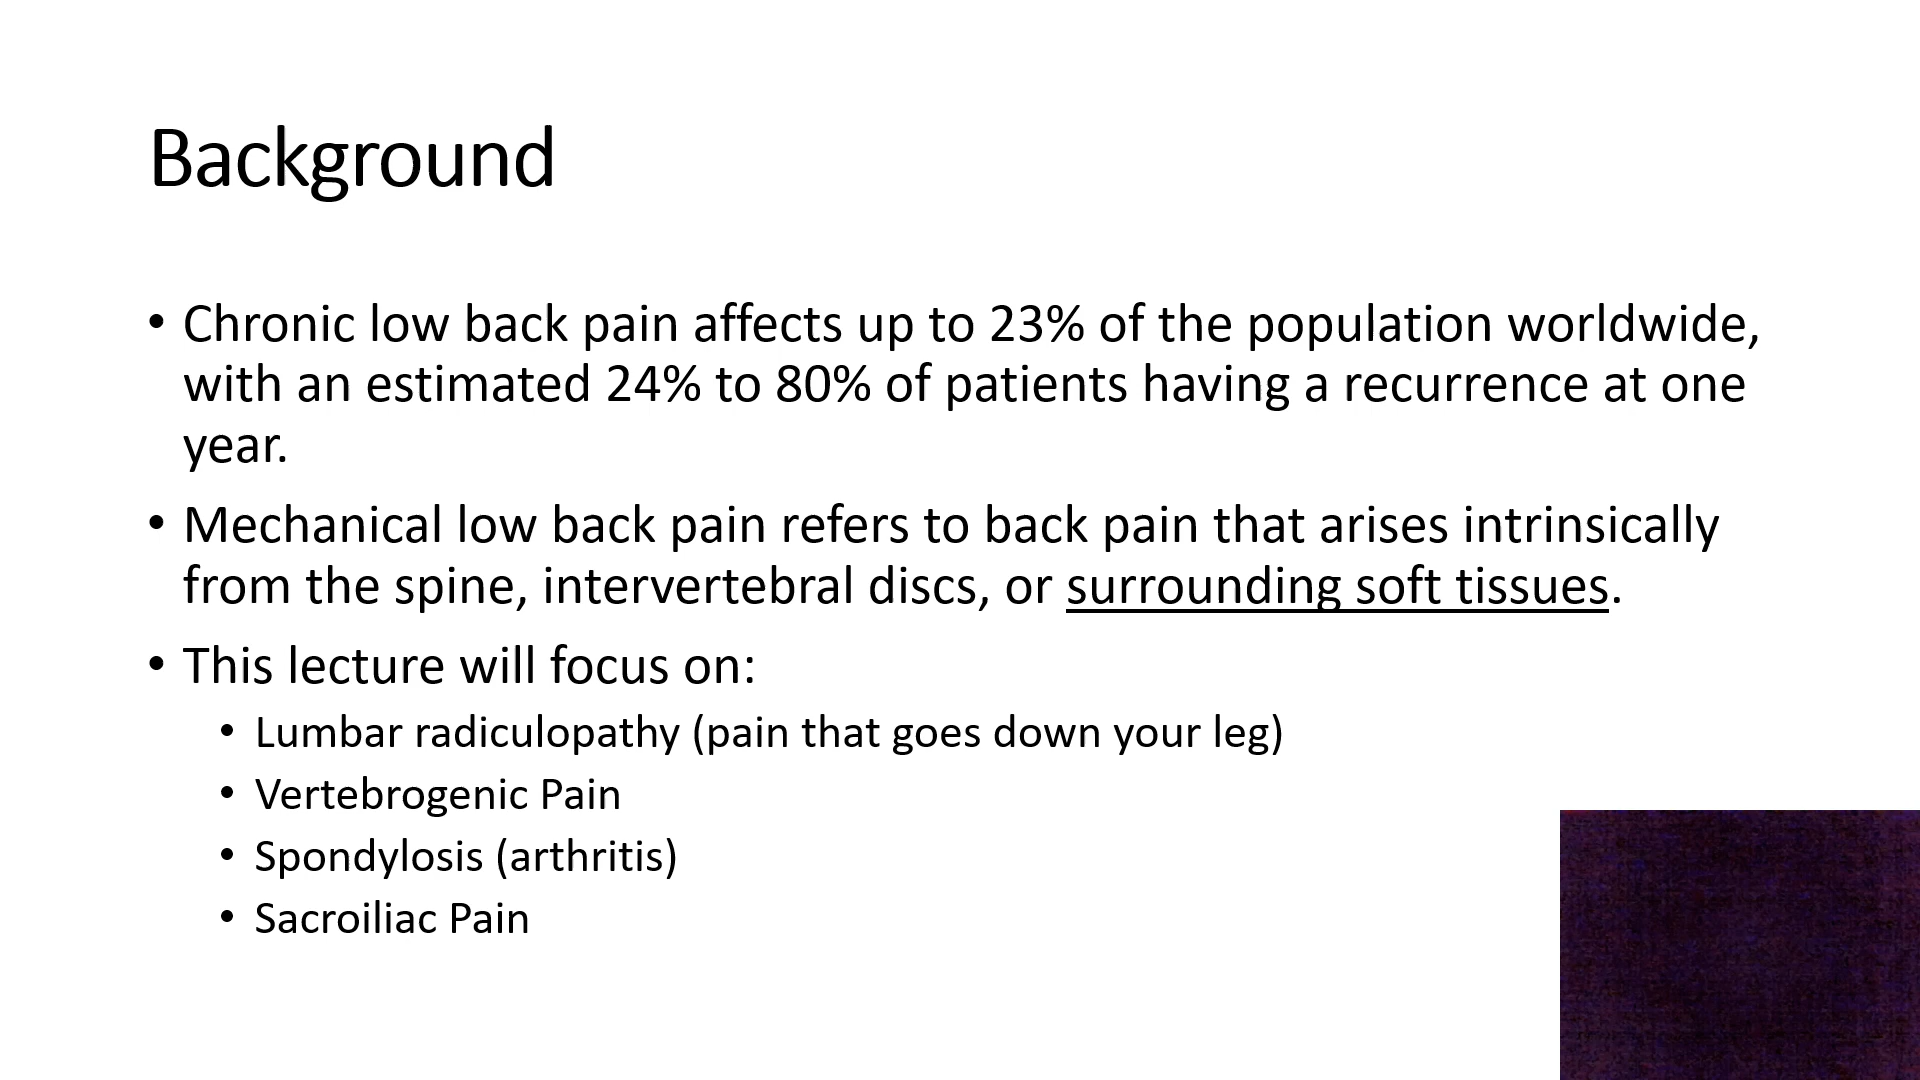 Background
• Chronic low back pain affects up to 23% of the population worldwide,
with an estimated 24% to 80% of patients having a recurrence at one
year.
• Mechanical low back pain refers to back pain that arises intrinsically
from the spine, intervertebral discs, or surrounding soft tissues.
• This lecture will focus on:
• Lumbar radiculopathy (pain that goes down your leg)
• Vertebrogenic Pain
• Spondylosis (arthritis)
• Sacroiliac Pain